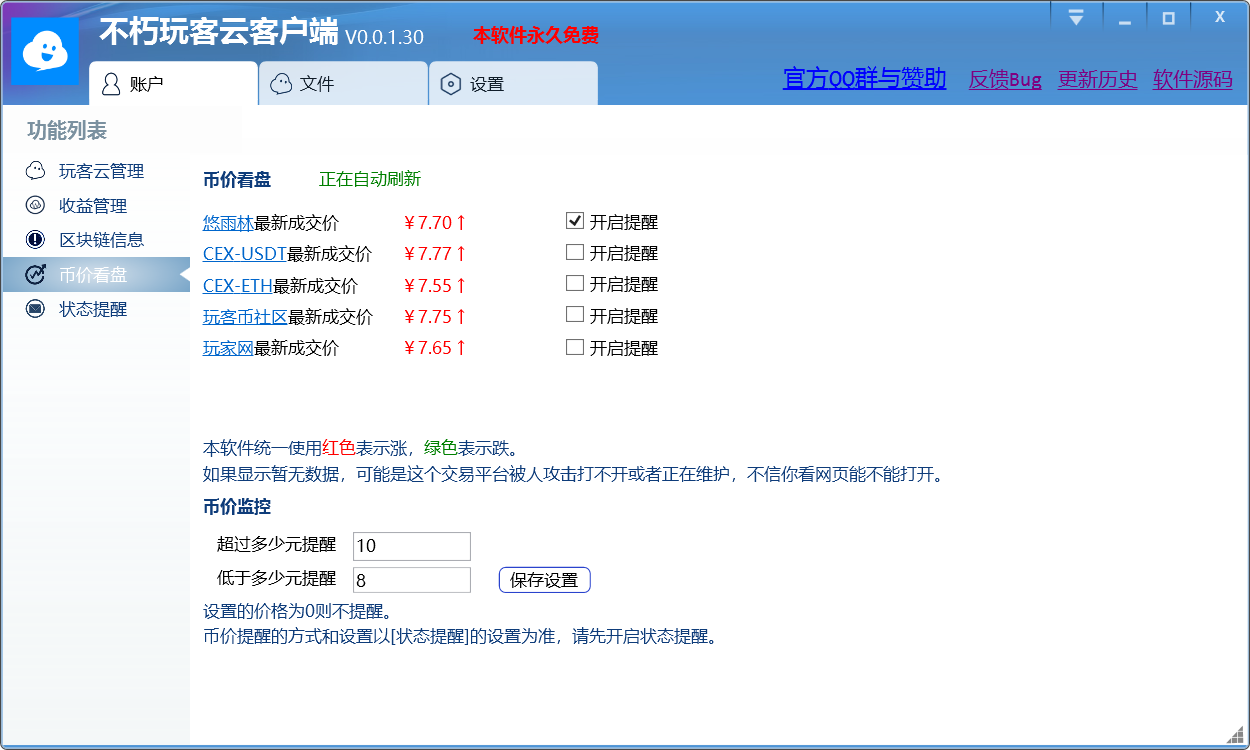 不朽玩客云客户端 V0.0.1.30 本软件永久免费
X
账户 文件 设置
官方QQ群与赞助 反馈Bug 更新历史 软件源码
功能列表
玩客云管理
收益管理
区块链信息
币价看盘
状态提醒
币价看盘 正在自动刷新
悠雨林最新成交价 ¥7.70↑ 开启提醒
CEX-USDT最新成交价 ¥7.77↑ 开启提醒
CEX-ETH最新成交价 ¥7.55↑ 开启提醒
玩客币社区最新成交价 ¥7.75↑ 开启提醒
玩家网最新成交价 ¥7.65↑ 开启提醒
本软件统一使用红色表示涨，绿色表示跌。
如果显示暂无数据，可能是这个交易平台被人攻击打不开或者正在维护，不信你看网页能不能打开。
币价监控
超过多少元提醒 10
低于多少元提醒 8 保存设置
设置的价格为0则不提醒。
币价提醒的方式和设置以[状态提醒]的设置为准，请先开启状态提醒。